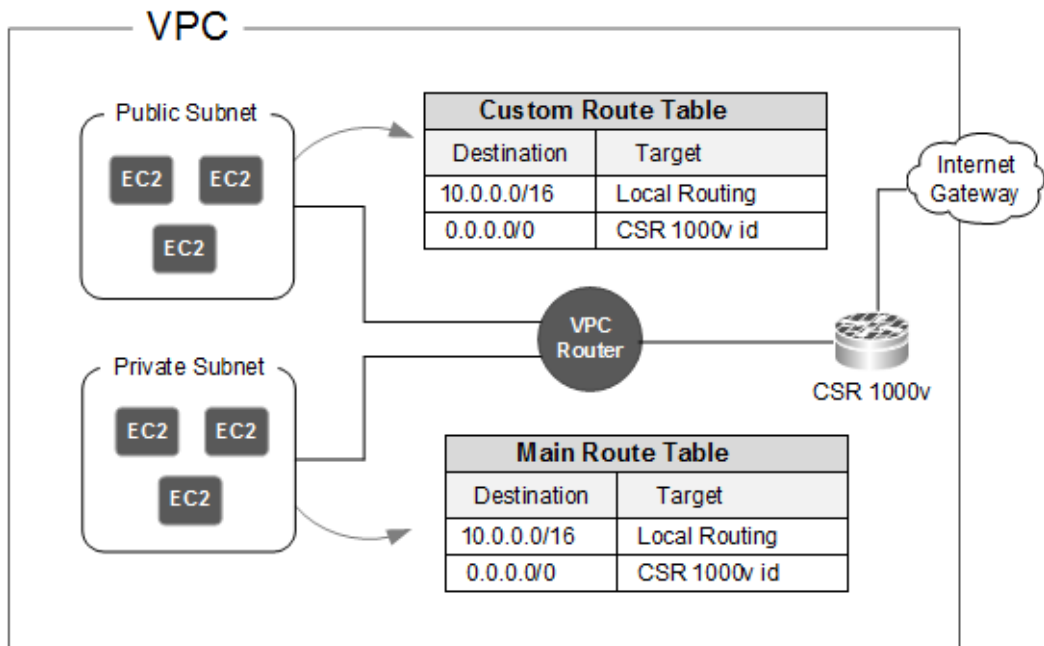 VPC
Public Subnet
EC2 EC2
EC2
Custom Route Table
Destination Target
10.0.0.0/16 Local Routing
0.0.0.0/0 CSR 1000v id
Internet
Gateway
VPC
Router
CSR 1000v
Private Subnet
EC2 EC2
EC2
Main Route Table
Destination Target
10.0.0.0/16 Local Routing
0.0.0.0/0 CSR 1000v id